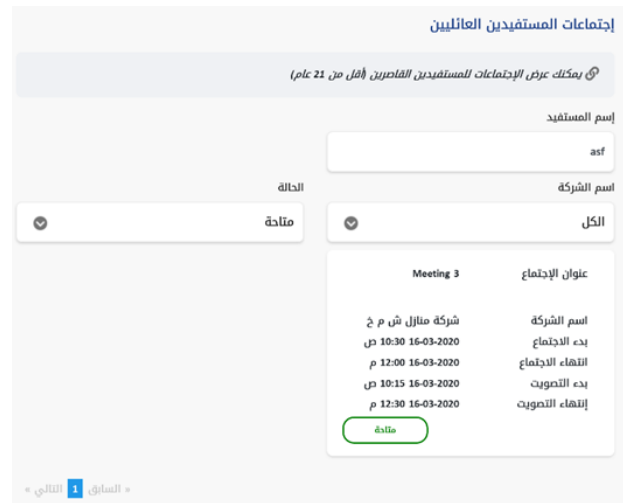 إجتماعات المستفيدين العائليين
يمكنك عرض الإجتماعات للمستفيدين القاصرين (أقل من 21 عام)
إسم المستفيد
asf
اسم الشركة
الحالة
الكل
متاحة
عنوان الإجتماع Meeting 3
اسم الشركة شركة منازل ش م خ
بدء الاجتماع 16-03-2020 10:30 ص
انتهاء الاجتماع 16-03-2020 12:00 م
بدء التصويت 16-03-2020 10:15 ص
إنتهاء التصويت 16-03-2020 12:30 م
متاحة
« السابق 1 التالي »